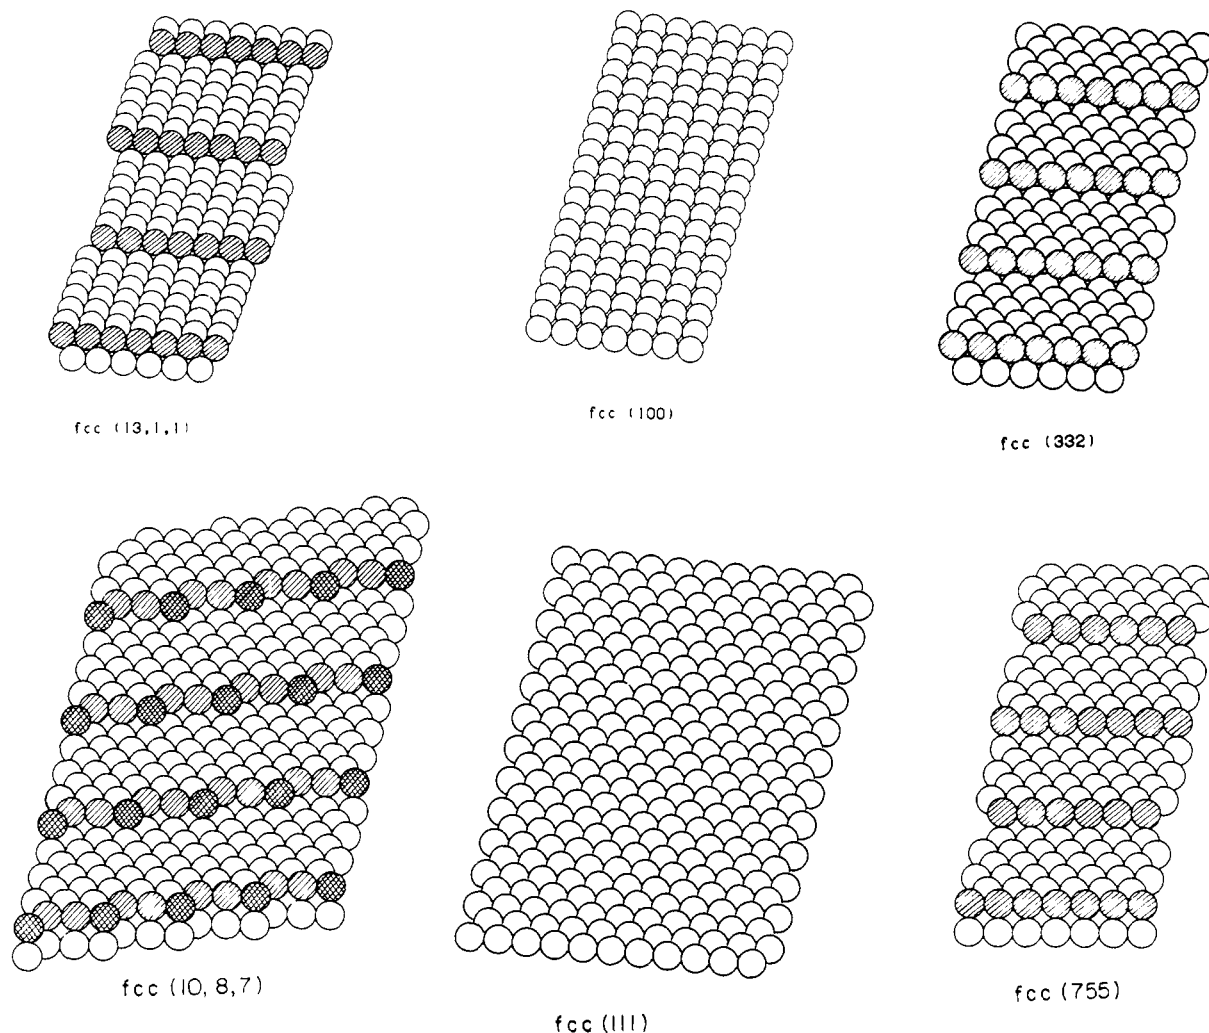 fcc (13,1,1)
fcc (100)
fcc (332)
fcc (10, 8,7)
fcc (111)
fcc (755)